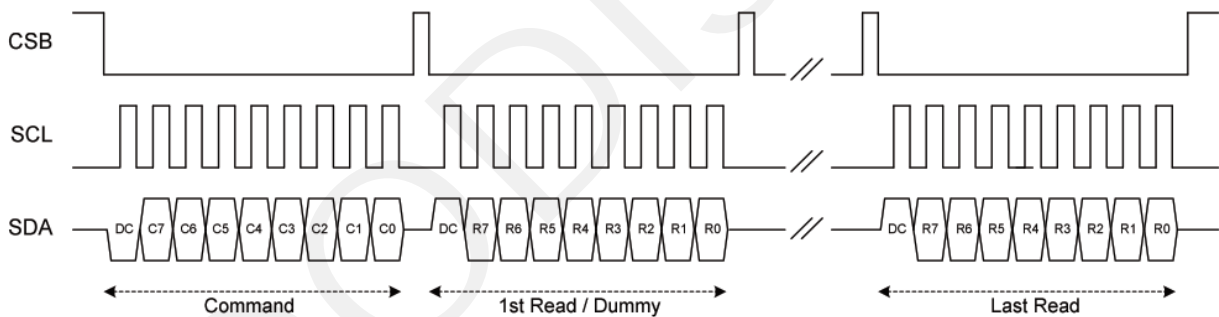 CSB
SCL
SDA
DC C7 C6 C5 C4 C3 C2 C1 C0 DC R7 R6 R5 R4 R3 R2 R1 R0 DC R7 R6 R5 R4 R3 R2 R1 R0
Command 1st Read / Dummy Last Read